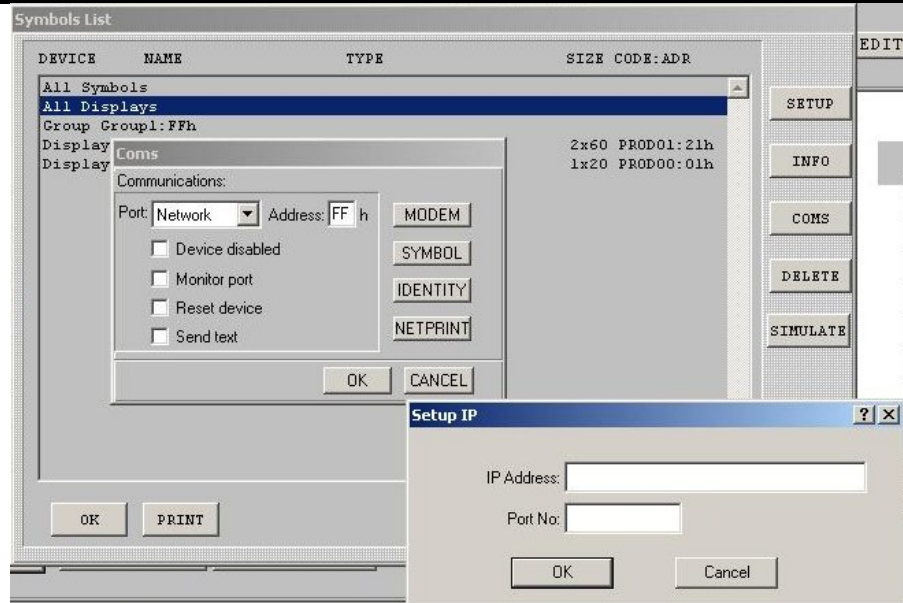 Symbols List
EDIT
DEVICE NAME TYPE SIZE CODE:ADR
All Symbols
All Displays
Group Group1:FFh
Display 2x60 PROD01:21h
Display 1x20 PROD00:01h
SETUP
INFO
COMS
DELETE
SIMULATE
Coms
Communications:
Port: Network Address: FF h
Device disabled
Monitor port
Reset device
Send text
MODEM
SYMBOL
IDENTITY
NETPRINT
OK CANCEL
OK PRINT
Setup IP
IP Address:
Port No:
OK Cancel